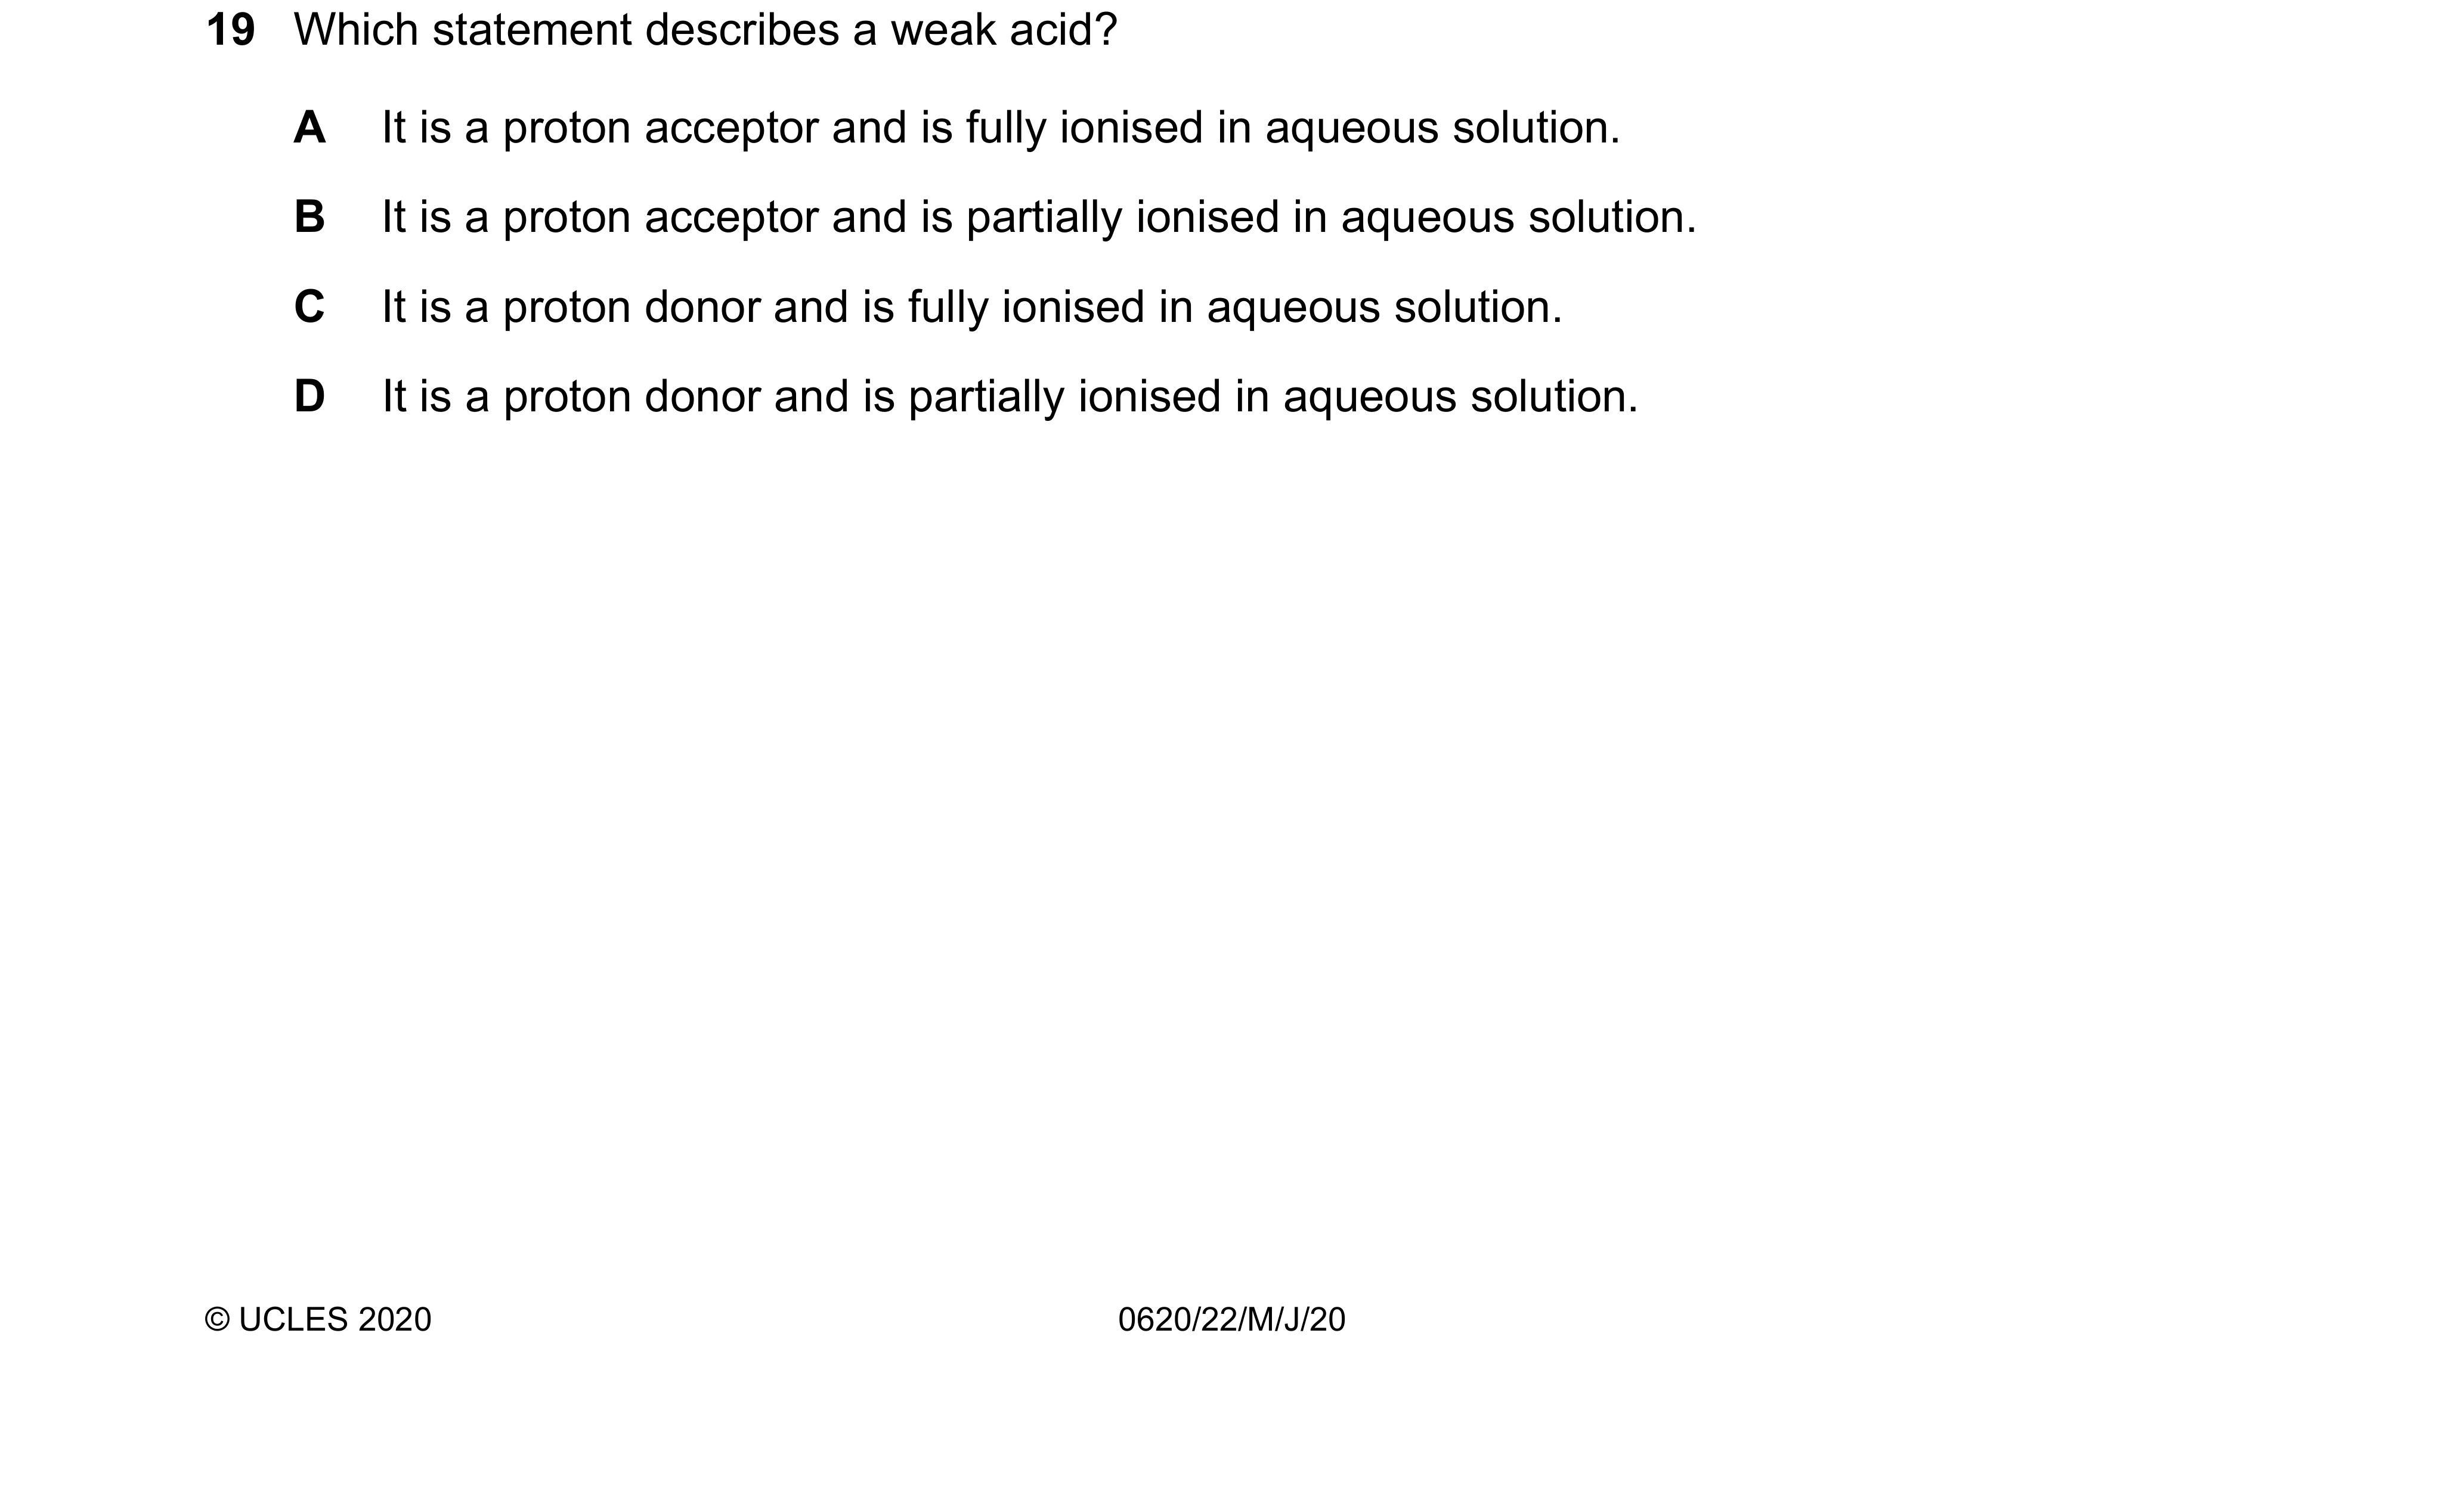 19 Which statement describes a weak acid?
A It is a proton acceptor and is fully ionised in aqueous solution.
B It is a proton acceptor and is partially ionised in aqueous solution.
C It is a proton donor and is fully ionised in aqueous solution.
D It is a proton donor and is partially ionised in aqueous solution.
© UCLES 2020 0620/22/M/J/20